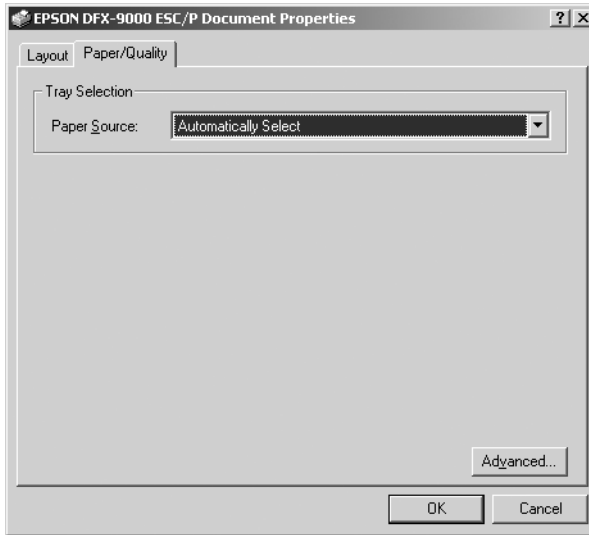 EPSON DFX-9000 ESC/P Document Properties
Layout
Paper/Quality
Tray Selection
Paper Source: Automatically Select
Advanced...
OK
Cancel